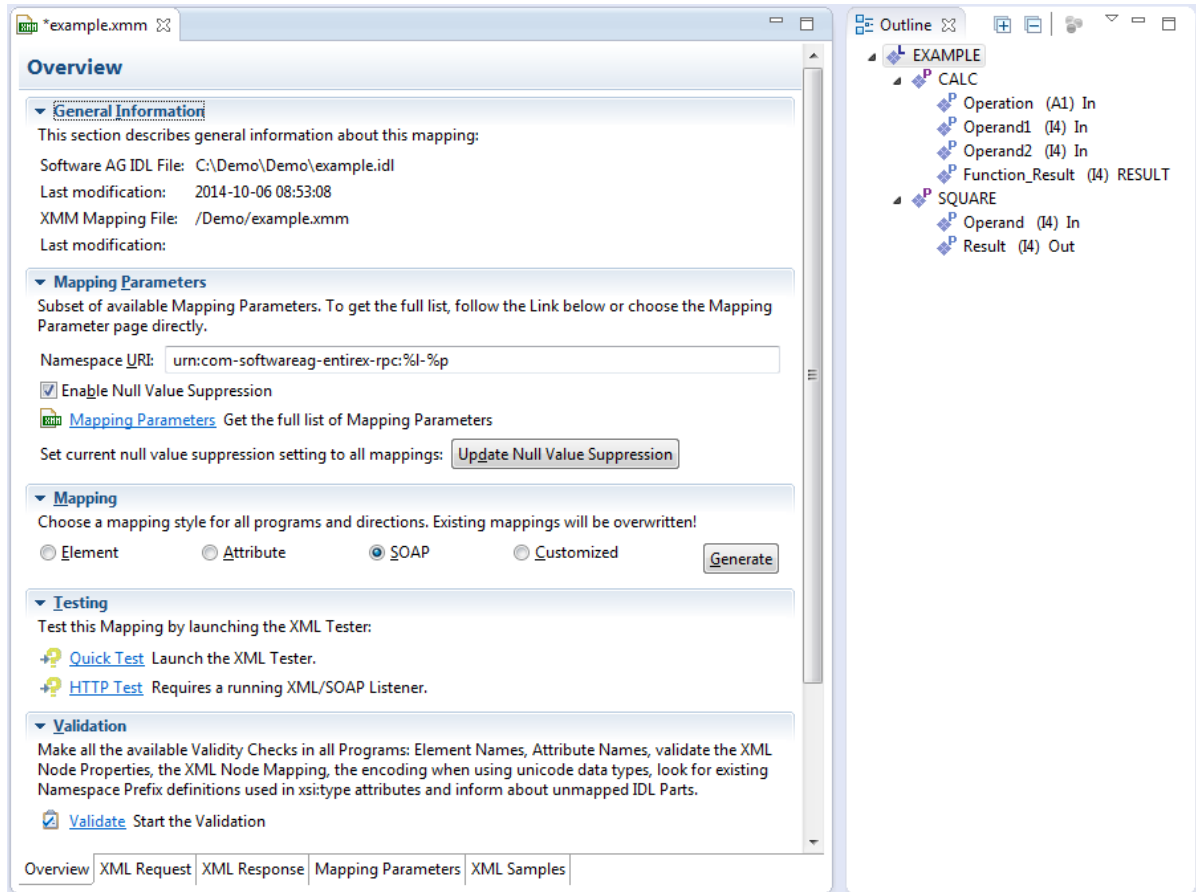 *example.xmm
Overview
General Information
This section describes general information about this mapping:
Software AG IDL File: C:\Demo\Demo\example.idl
Last modification: 2014-10-06 08:53:08
XMM Mapping File: /Demo/example.xmm
Last modification:
Mapping Parameters
Subset of available Mapping Parameters. To get the full list, follow the Link below or choose the Mapping
Parameter page directly.
Namespace URI: urn:com-softwareag-entirex-rpc:%l-%p
Enable Null Value Suppression
Mapping Parameters Get the full list of Mapping Parameters
Set current null value suppression setting to all mappings: Update Null Value Suppression
Mapping
Choose a mapping style for all programs and directions. Existing mappings will be overwritten!
Element Attribute SOAP Customized Generate
Testing
Test this Mapping by launching the XML Tester:
Quick Test Launch the XML Tester.
HTTP Test Requires a running XML/SOAP Listener.
Validation
Make all the available Validity Checks in all Programs: Element Names, Attribute Names, validate the XML
Node Properties, the XML Node Mapping, the encoding when using unicode data types, look for existing
Namespace Prefix definitions used in xsi:type attributes and inform about unmapped IDL Parts.
Validate Start the Validation
Overview XML Request XML Response Mapping Parameters XML Samples
Outline
EXAMPLE
CALC
Operation (A1) In
Operand1 (I4) In
Operand2 (I4) In
Function_Result (I4) RESULT
SQUARE
Operand (I4) In
Result (I4) Out